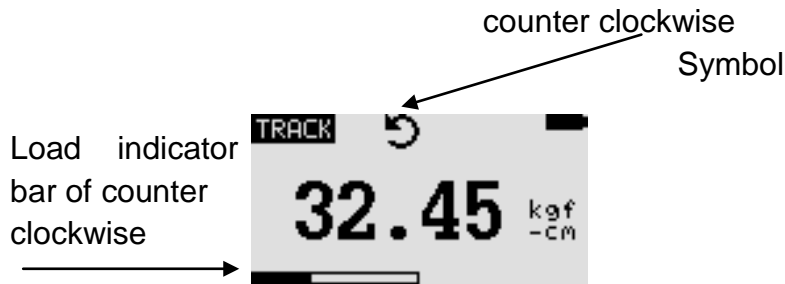 counter clockwise
Symbol
TRACK
Load indicator
bar of counter
clockwise
32.45 kgf
-cm